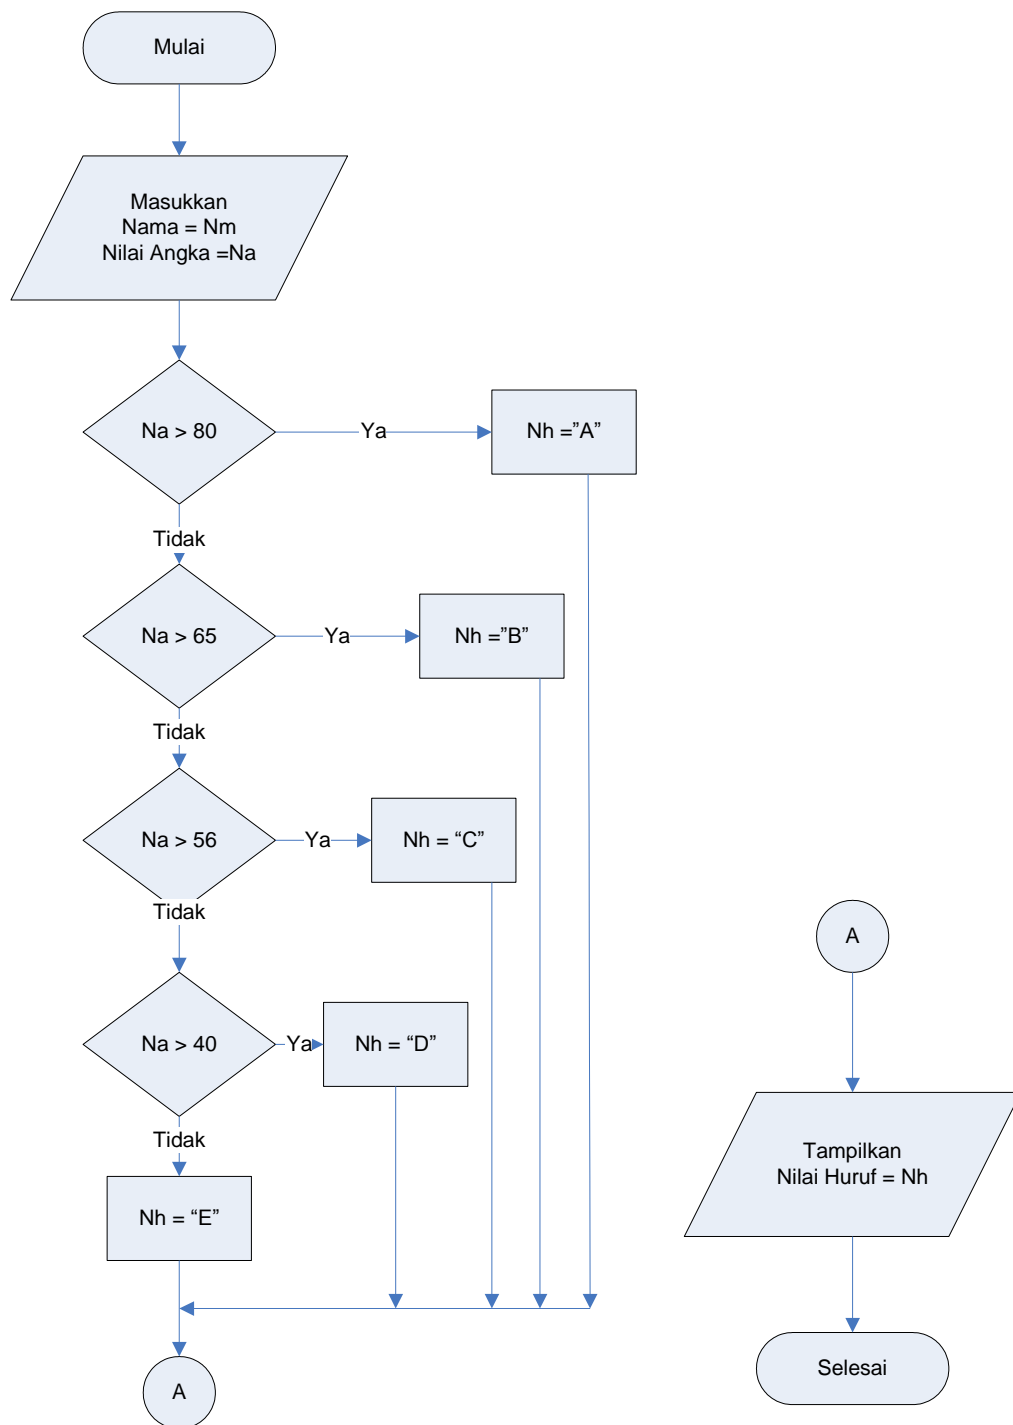 Mulai
Masukkan
Nama = Nm
Nilai Angka =Na
Na > 80
Ya
Nh =”A”
Tidak
Na > 65
Ya
Nh =”B”
Tidak
Na > 56
Ya
Nh = “C”
Tidak
Na > 40
Ya
Nh = “D”
Tidak
Nh = “E”
A
A
Tampilkan
Nilai Huruf = Nh
Selesai